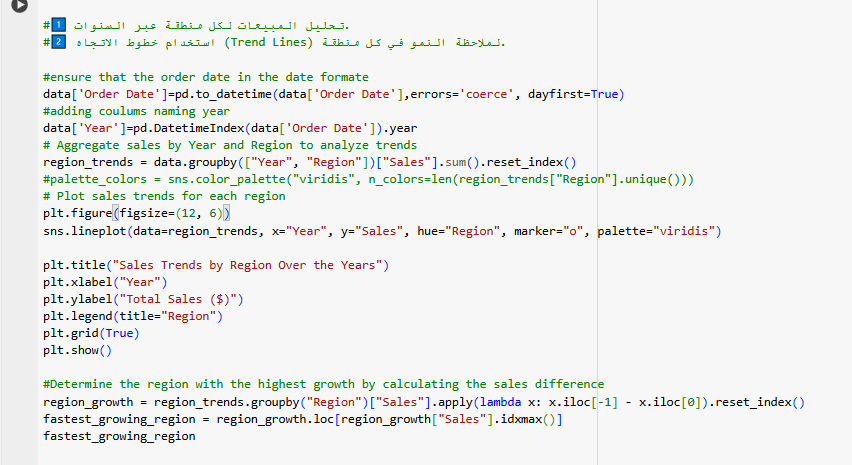 #1️⃣ تحليل المبيعات لكل منطقة عبر السنوات.
#2️⃣ استخدام خطوط الاتجاه (Trend Lines) لملاحظة النمو في كل منطقة.

#ensure that the order date in the date formate
data['Order Date']=pd.to_datetime(data['Order Date'],errors='coerce', dayfirst=True)
#adding coulums naming year
data['Year']=pd.DatetimeIndex(data['Order Date']).year
# Aggregate sales by Year and Region to analyze trends
region_trends = data.groupby(["Year", "Region"])["Sales"].sum().reset_index()
#palette_colors = sns.color_palette("viridis", n_colors=len(region_trends["Region"].unique()))
# Plot sales trends for each region
plt.figure(figsize=(12, 6))
sns.lineplot(data=region_trends, x="Year", y="Sales", hue="Region", marker="o", palette="viridis")

plt.title("Sales Trends by Region Over the Years")
plt.xlabel("Year")
plt.ylabel("Total Sales ($)")
plt.legend(title="Region")
plt.grid(True)
plt.show()

#Determine the region with the highest growth by calculating the sales difference
region_growth = region_trends.groupby("Region")["Sales"].apply(lambda x: x.iloc[-1] - x.iloc[0]).reset_index()
fastest_growing_region = region_growth.loc[region_growth["Sales"].idxmax()]
fastest_growing_region